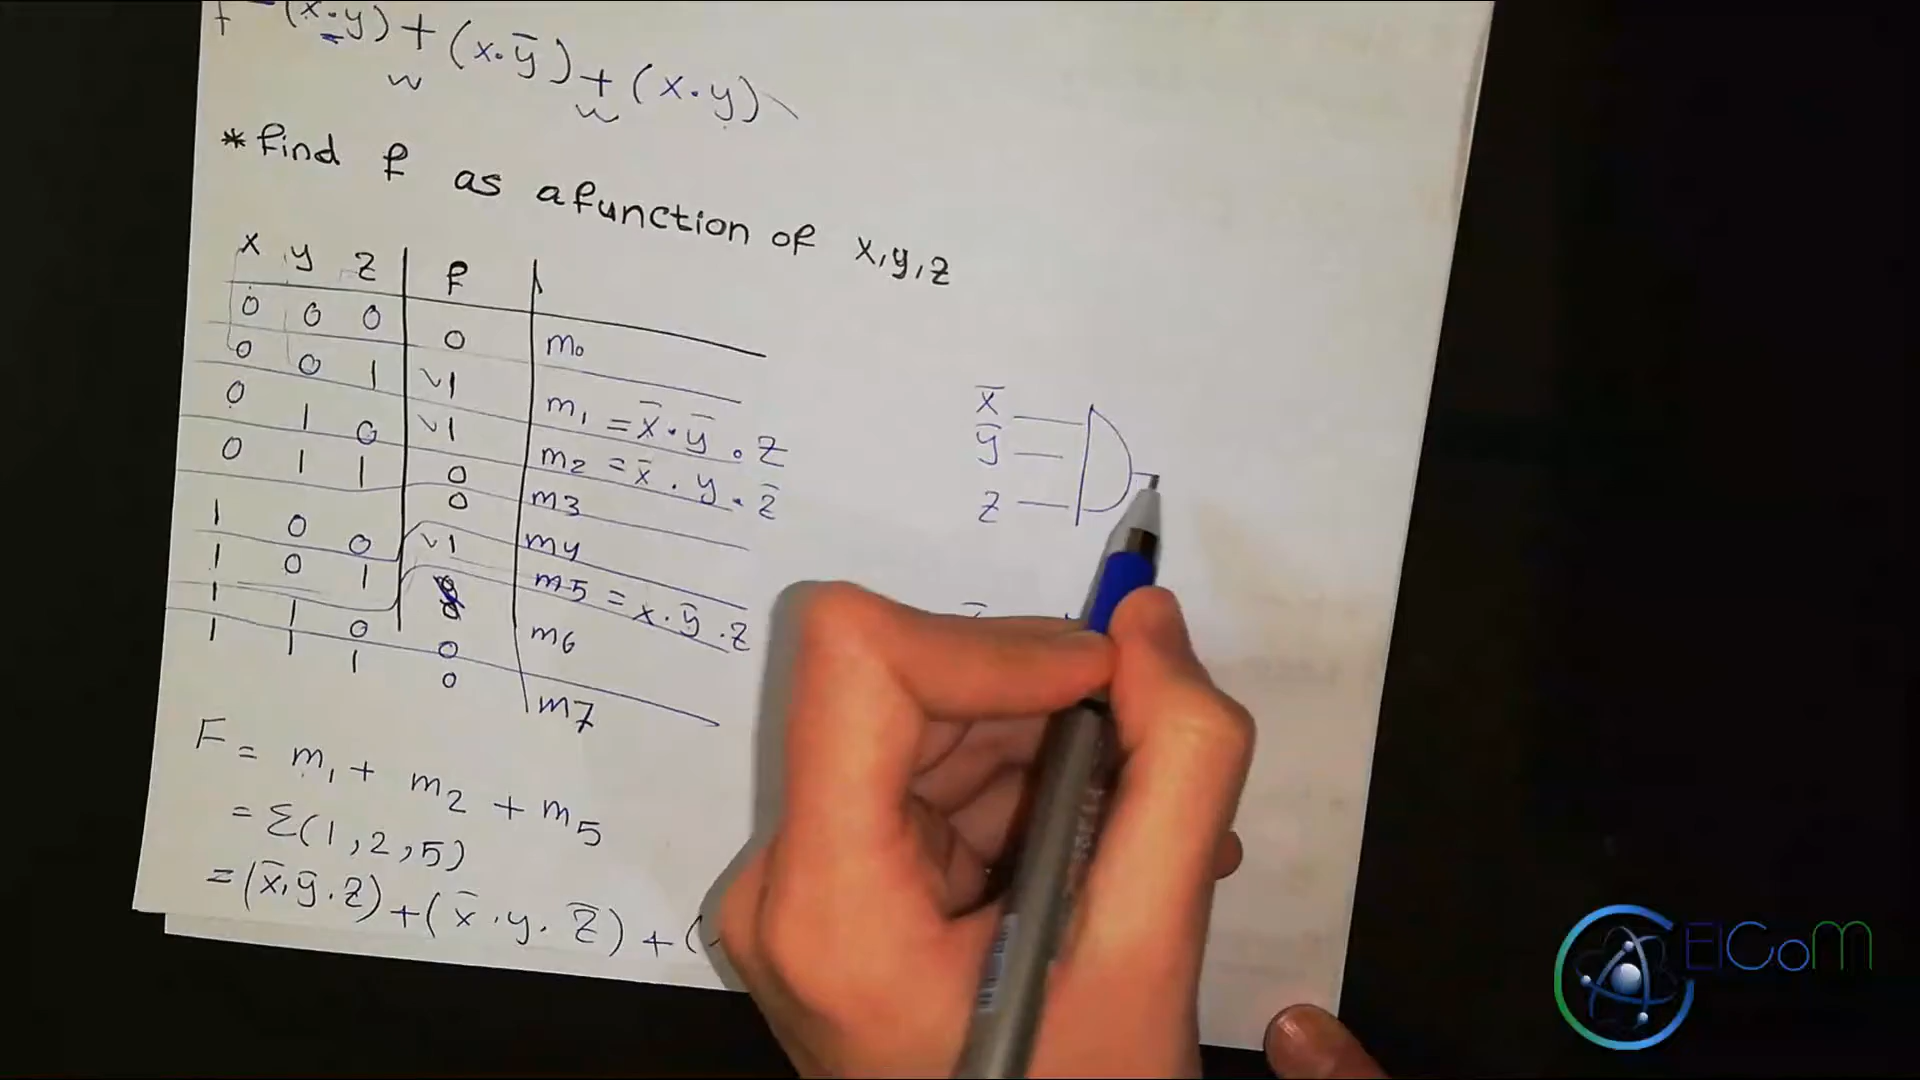 f = (x·y) + (x·ȳ) + (x·y)
*find f as a function of x,y,z
x y z f
0 0 0 0 m0
0 0 1 1 m1 = x̄·ȳ·z
0 1 0 1 m2 = x̄·y·z̄
0 1 1 0 m3
1 0 0 0 m4
1 0 1 1 m5 = x·ȳ·z
1 1 0 0 m6
1 1 1 0 m7
F = m1 + m2 + m5
= Σ(1,2,5)
= (x̄·ȳ·z) + (x̄·y·z̄) + (
x̄
ȳ
z
ElCoM